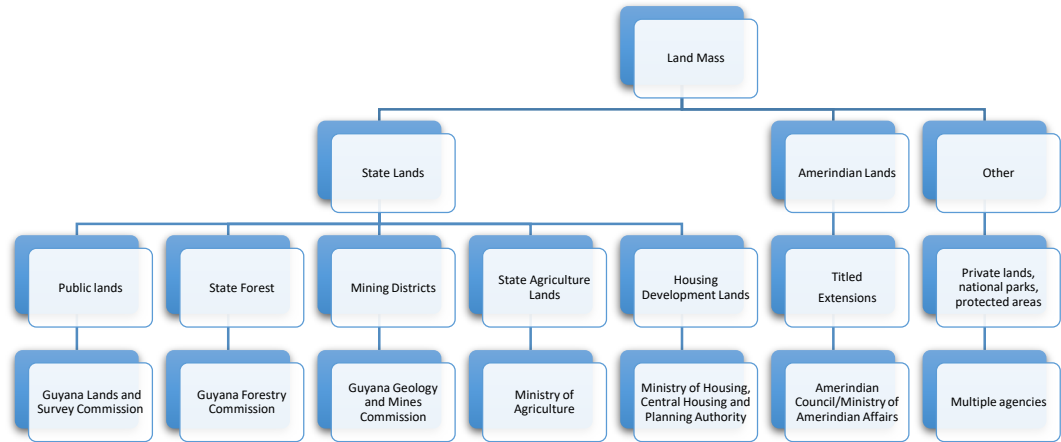 Land Mass
State Lands
Amerindian Lands
Other
Public lands
State Forest
Mining Districts
State Agriculture
Lands
Housing
Development Lands
Titled
Extensions
Private lands,
national parks,
protected areas
Guyana Lands and
Survey Commission
Guyana Forestry
Commission
Guyana Geology
and Mines
Commission
Ministry of
Agriculture
Ministry of Housing,
Central Housing and
Planning Authority
Amerindian
Council/Ministry of
Amerindian Affairs
Multiple agencies